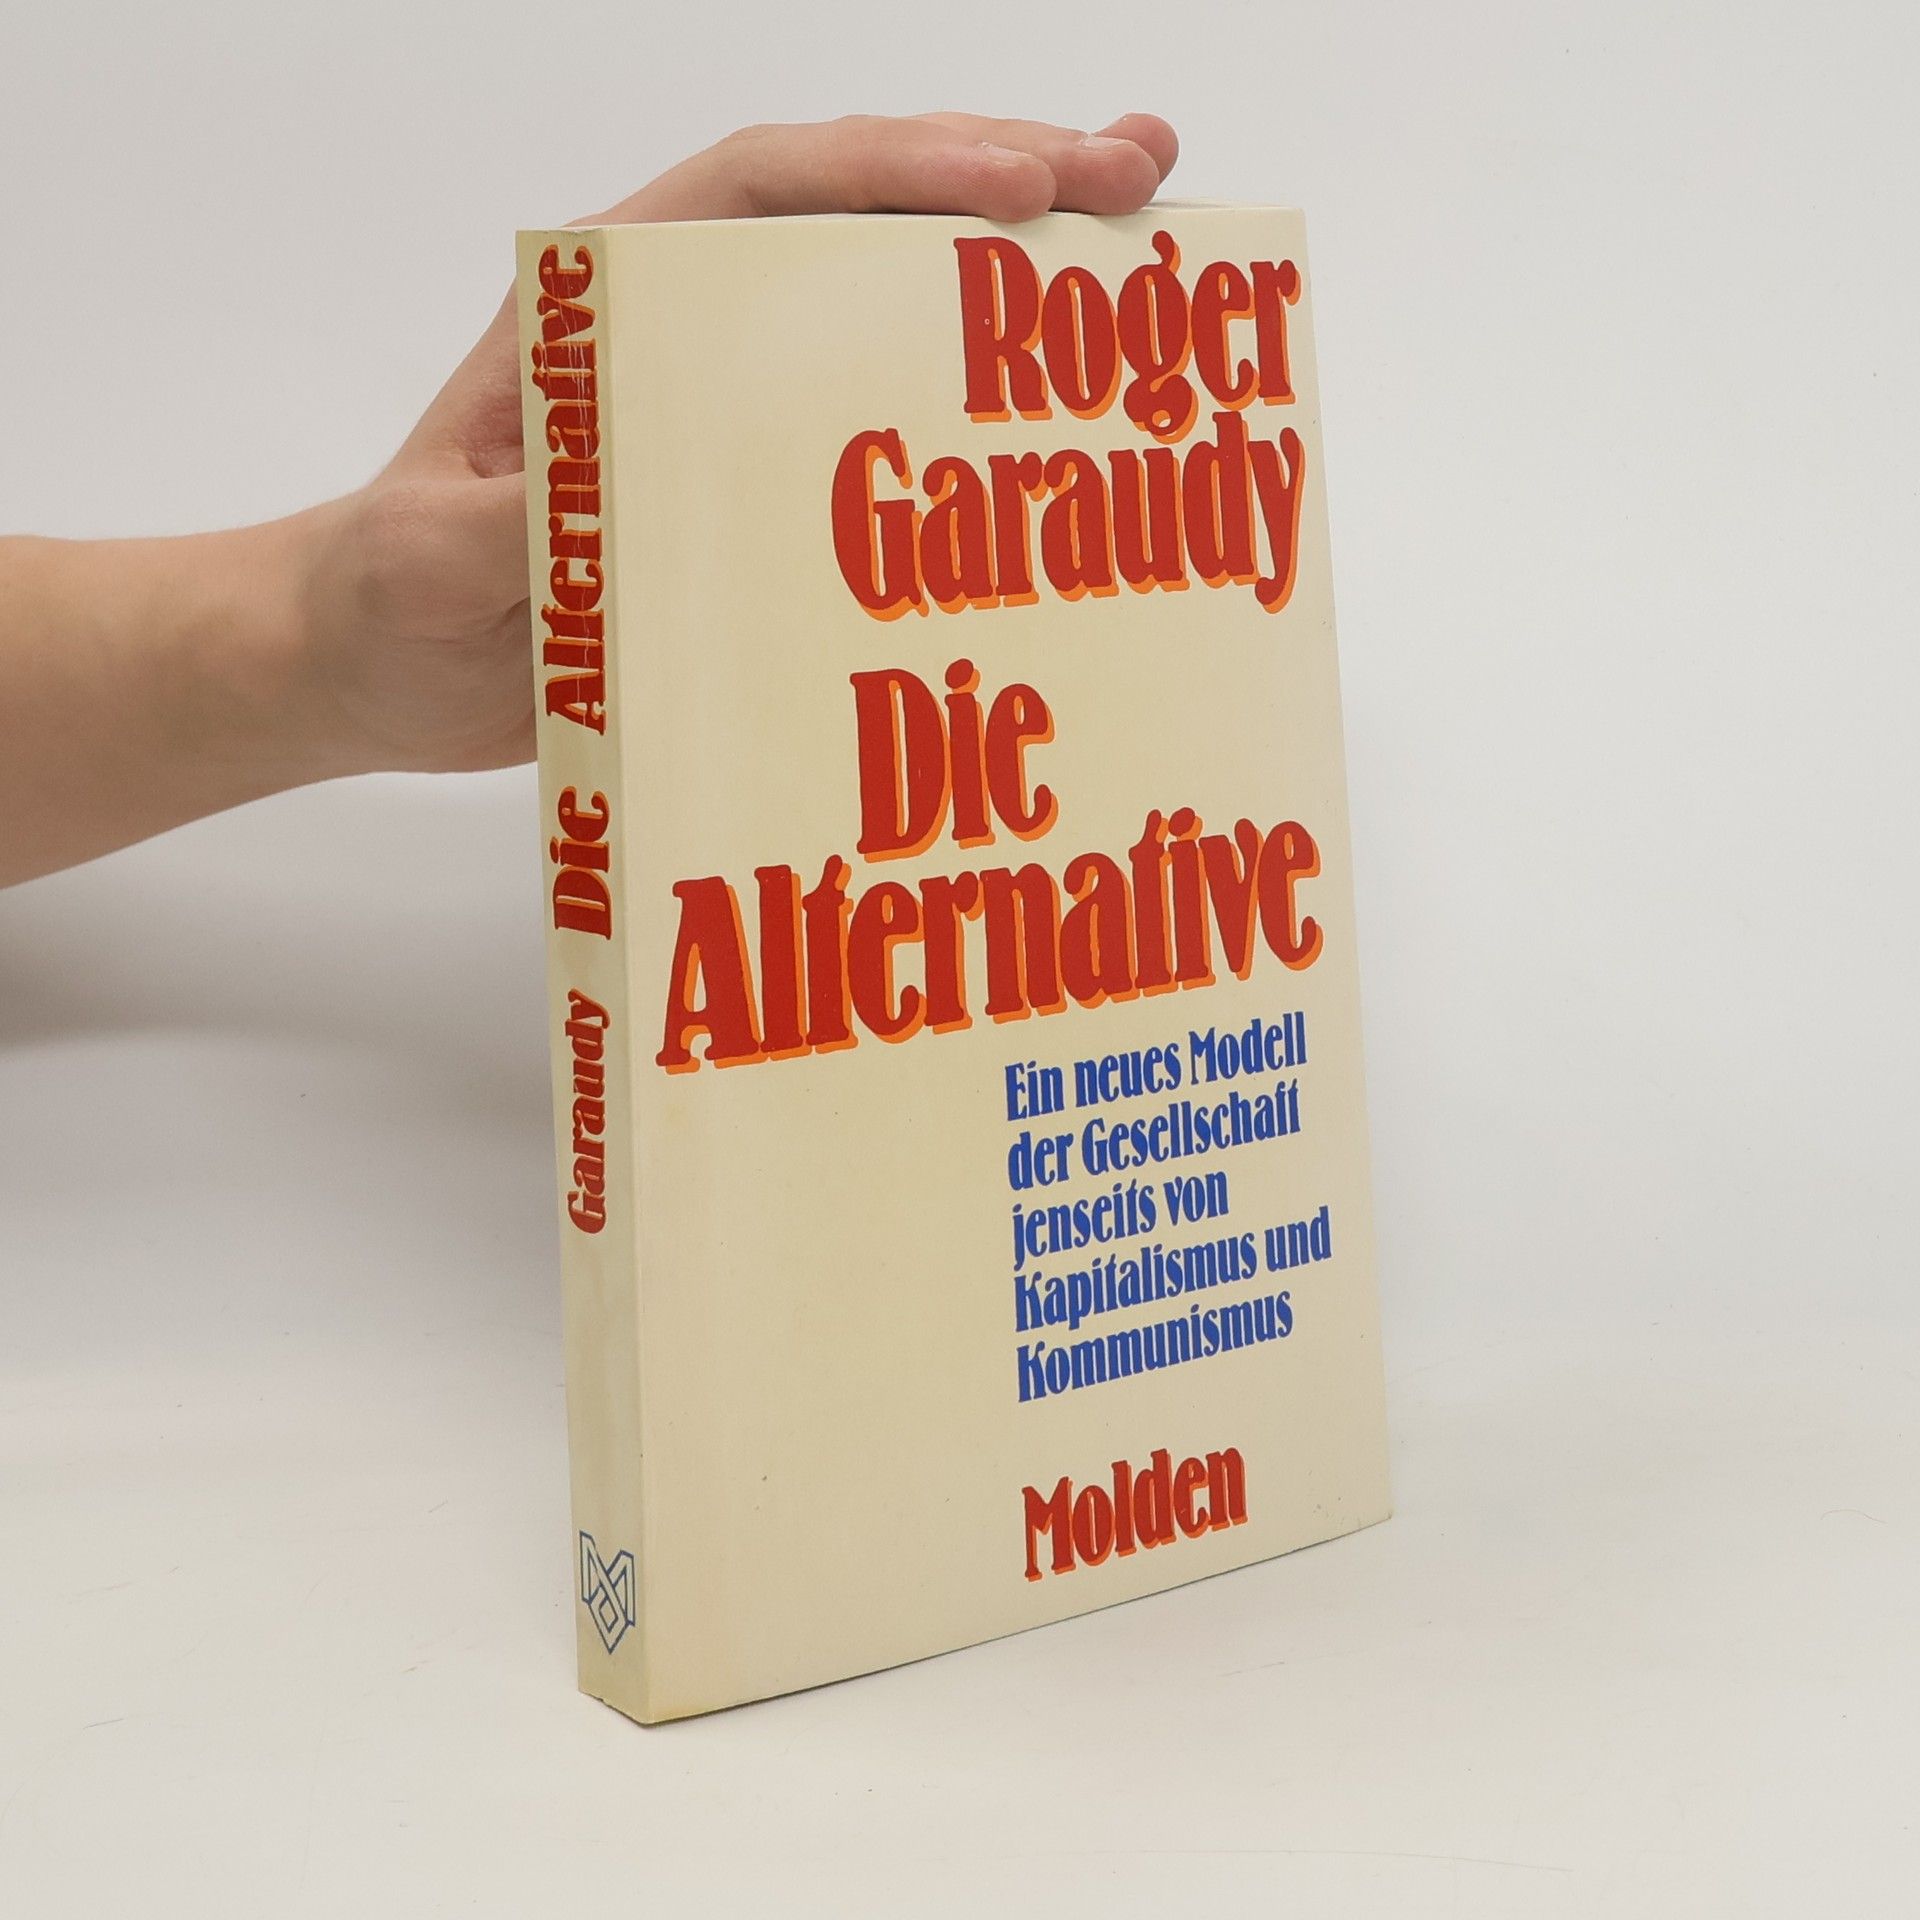 Roger
Garaudy
Die
Alternative
Ein neues Modell
der Gesellschaft
jenseits von
Kapitalismus und
Kommunismus
Molden
Garaudy Die Alternative